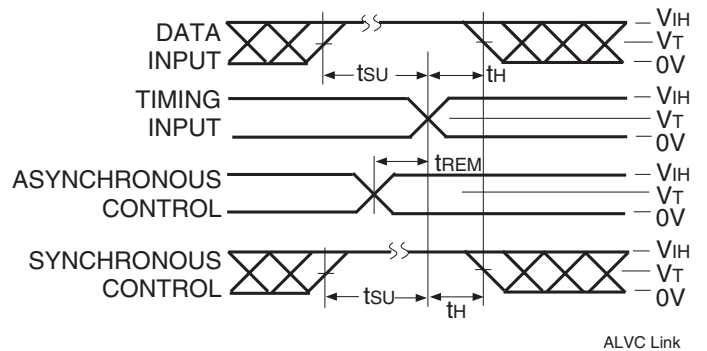 DATA
INPUT
tSU
tH
VIH
VT
0V
TIMING
INPUT
VIH
VT
0V
tREM
ASYNCHRONOUS
CONTROL
VIH
VT
0V
SYNCHRONOUS
CONTROL
tSU
tH
VIH
VT
0V
ALVC Link